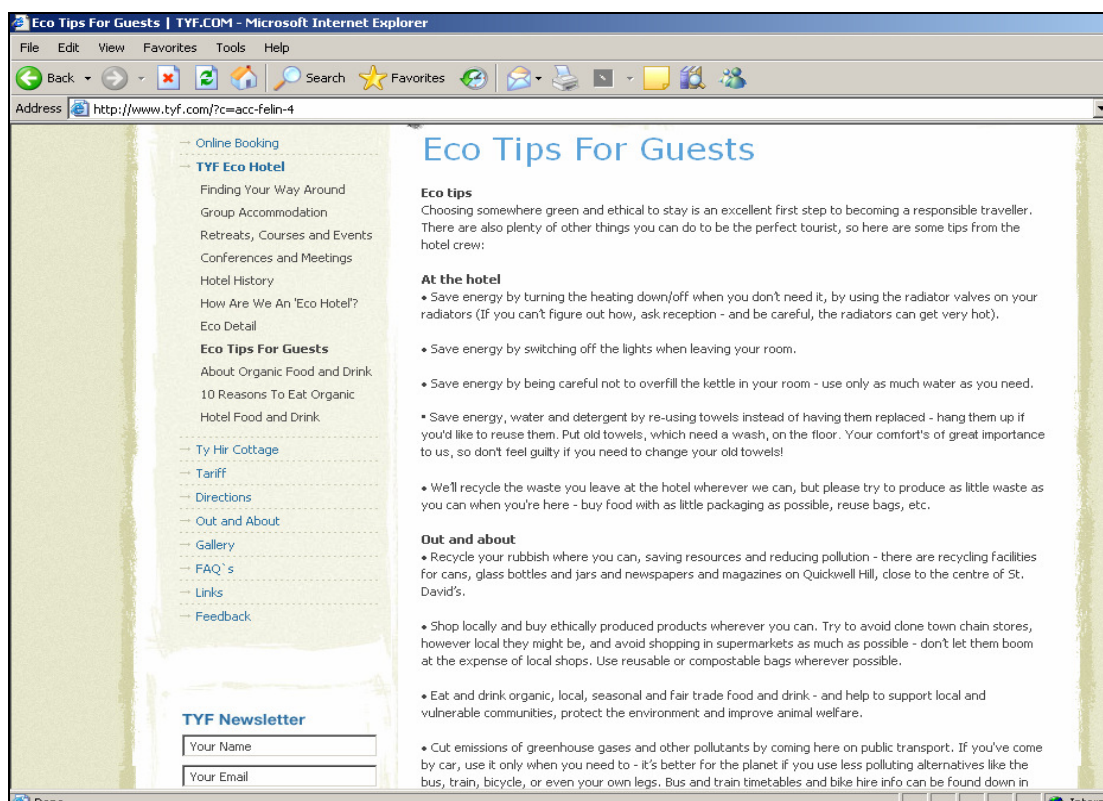 Eco Tips For Guests | TYF.COM - Microsoft Internet Explorer
File Edit View Favorites Tools Help
Back Search Favorites
Address http://www.tyf.com/?c=acc-felin-4
Online Booking
TYF Eco Hotel
Finding Your Way Around
Group Accommodation
Retreats, Courses and Events
Conferences and Meetings
Hotel History
How Are We An 'Eco Hotel'?
Eco Detail
Eco Tips For Guests
About Organic Food and Drink
10 Reasons To Eat Organic
Hotel Food and Drink
Ty Hir Cottage
Tariff
Directions
Out and About
Gallery
FAQ`s
Links
Feedback
TYF Newsletter
Your Name
Your Email
Eco Tips For Guests
Eco tips
Choosing somewhere green and ethical to stay is an excellent first step to becoming a responsible traveller.
There are also plenty of other things you can do to be the perfect tourist, so here are some tips from the
hotel crew:
At the hotel
• Save energy by turning the heating down/off when you don't need it, by using the radiator valves on your
radiators (If you can't figure out how, ask reception - and be careful, the radiators can get very hot).
• Save energy by switching off the lights when leaving your room.
• Save energy by being careful not to overfill the kettle in your room - use only as much water as you need.
• Save energy, water and detergent by re-using towels instead of having them replaced - hang them up if
you'd like to reuse them. Put old towels, which need a wash, on the floor. Your comfort's of great importance
to us, so don't feel guilty if you need to change your old towels!
• We'll recycle the waste you leave at the hotel wherever we can, but please try to produce as little waste as
you can when you're here - buy food with as little packaging as possible, reuse bags, etc.
Out and about
• Recycle your rubbish where you can, saving resources and reducing pollution - there are recycling facilities
for cans, glass bottles and jars and newspapers and magazines on Quickwell Hill, close to the centre of St.
David's.
• Shop locally and buy ethically produced products wherever you can. Try to avoid clone town chain stores,
however local they might be, and avoid shopping in supermarkets as much as possible - don't let them boom
at the expense of local shops. Use reusable or compostable bags wherever possible.
• Eat and drink organic, local, seasonal and fair trade food and drink - and help to support local and
vulnerable communities, protect the environment and improve animal welfare.
• Cut emissions of greenhouse gases and other pollutants by coming here on public transport. If you've come
by car, use it only when you need to - it's better for the planet if you use less polluting alternatives like the
bus, train, bicycle, or even your own legs. Bus and train timetables and bike hire info can be found down in